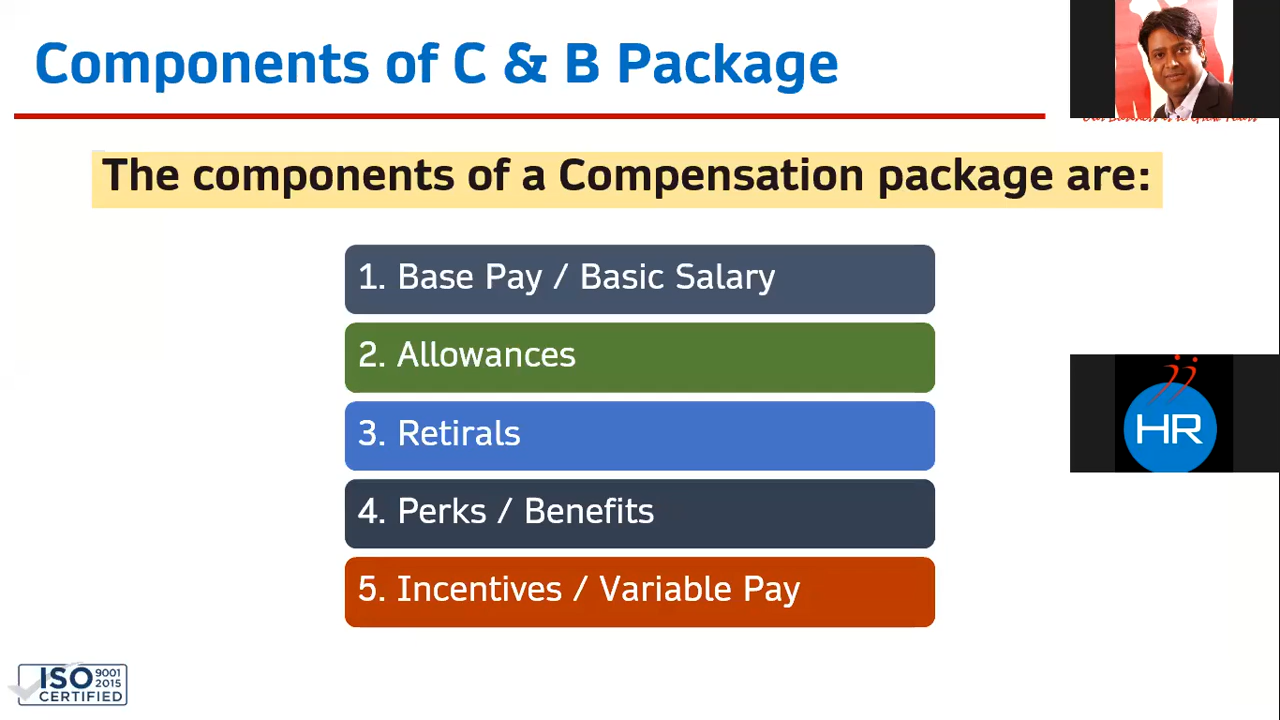 Components of C & B Package
The components of a Compensation package are:
1. Base Pay / Basic Salary
2. Allowances
3. Retirals
4. Perks / Benefits
5. Incentives / Variable Pay
HR
ISO 9001
2015
CERTIFIED